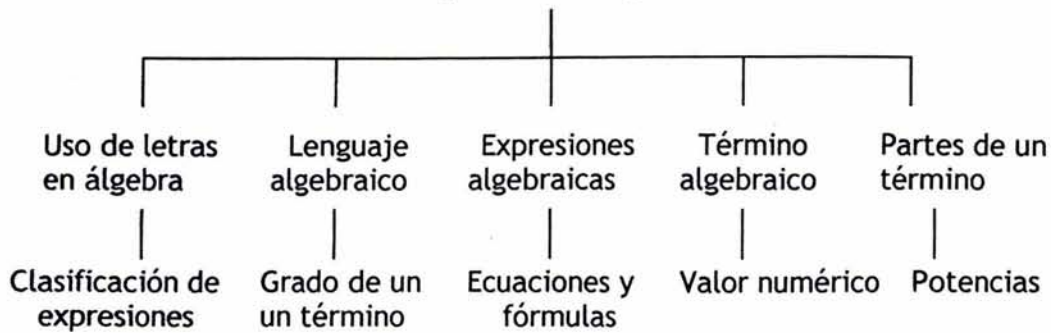 Uso de letras
en álgebra
Lenguaje
algebraico
Expresiones
algebraicas
Término
algebraico
Partes de un
término
Clasificación de
expresiones
Grado de un
un término
Ecuaciones y
fórmulas
Valor numérico
Potencias